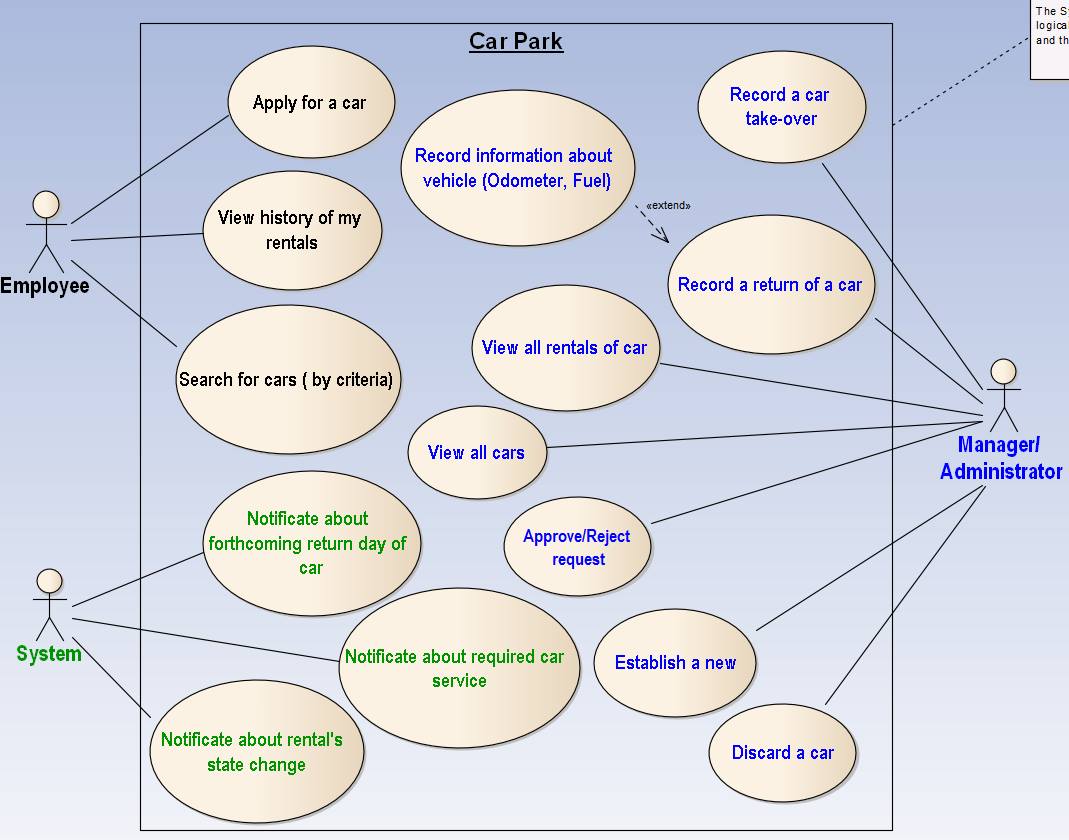 The
logica
and th
Car Park
Apply for a car
Record a car
take-over
Record information about
vehicle (Odometer, Fuel)
«extend»
View history of my
rentals
Employee
Record a return of a car
View all rentals of car
Search for cars ( by criteria)
Manager/
Administrator
View all cars
Notificate about
forthcoming return day of
car
Approve/Reject
request
System
Notificate about required car
service
Establish a new
Notificate about rental's
state change
Discard a car